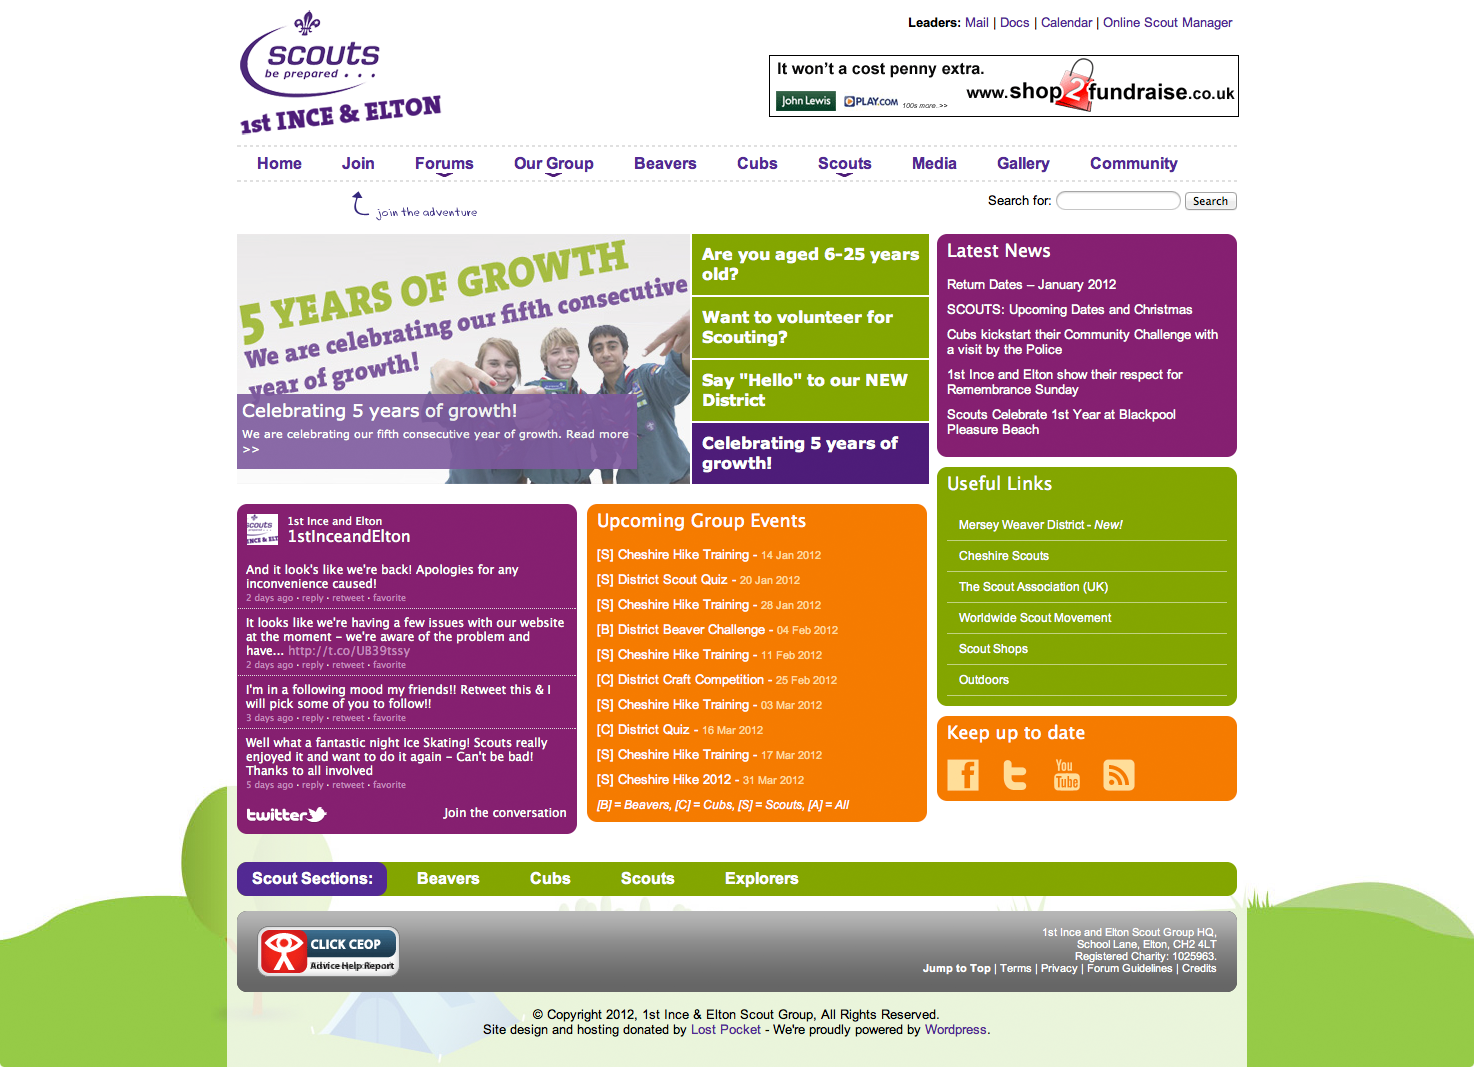 scouts
be prepared . . .
1st INCE & ELTON
Leaders: Mail | Docs | Calendar | Online Scout Manager
It won't a cost penny extra.
John Lewis
PLAY.COM
100s more. >>
www.shop2fundraise.co.uk
Home Join Forums Our Group Beavers Cubs Scouts Media Gallery Community
join the adventure
Search for:
Search
5 YEARS OF GROWTH
We are celebrating our fifth consecutive
year of growth!
Celebrating 5 years of growth!
We are celebrating our fifth consecutive year of growth. Read more
>>
Are you aged 6-25 years
old?
Want to volunteer for
Scouting?
Say "Hello" to our NEW
District
Celebrating 5 years of
growth!
Latest News
Return Dates – January 2012
SCOUTS: Upcoming Dates and Christmas
Cubs kickstart their Community Challenge with
a visit by the Police
1st Ince and Elton show their respect for
Remembrance Sunday
Scouts Celebrate 1st Year at Blackpool
Pleasure Beach
Useful Links
Mersey Weaver District - New!
Cheshire Scouts
The Scout Association (UK)
Worldwide Scout Movement
Scout Shops
Outdoors
Keep up to date
You
Tube
1st Ince and Elton
1stInceandElton
And it look's like we're back! Apologies for any
inconvenience caused!
2 days ago · reply · retweet · favorite
It looks like we're having a few issues with our website
at the moment - we're aware of the problem and
have... http://t.co/UB39tssy
2 days ago · reply · retweet · favorite
I'm in a following mood my friends!! Retweet this & I
will pick some of you to follow!!
3 days ago · reply · retweet · favorite
Well what a fantastic night Ice Skating! Scouts really
enjoyed it and want to do it again - Can't be bad!
Thanks to all involved
5 days ago · reply · retweet · favorite
twitter
Join the conversation
Upcoming Group Events
[S] Cheshire Hike Training - 14 Jan 2012
[S] District Scout Quiz - 20 Jan 2012
[S] Cheshire Hike Training - 28 Jan 2012
[B] District Beaver Challenge - 04 Feb 2012
[S] Cheshire Hike Training - 11 Feb 2012
[C] District Craft Competition - 25 Feb 2012
[S] Cheshire Hike Training - 03 Mar 2012
[C] District Quiz - 16 Mar 2012
[S] Cheshire Hike Training - 17 Mar 2012
[S] Cheshire Hike 2012 - 31 Mar 2012
[B] = Beavers, [C] = Cubs, [S] = Scouts, [A] = All
Scout Sections: Beavers Cubs Scouts Explorers
CLICK CEOP
Advice Help Report
1st Ince and Elton Scout Group HQ,
School Lane, Elton, CH2 4LT
Registered Charity: 1025963.
Jump to Top | Terms | Privacy | Forum Guidelines | Credits
© Copyright 2012, 1st Ince & Elton Scout Group, All Rights Reserved.
Site design and hosting donated by Lost Pocket - We're proudly powered by Wordpress.